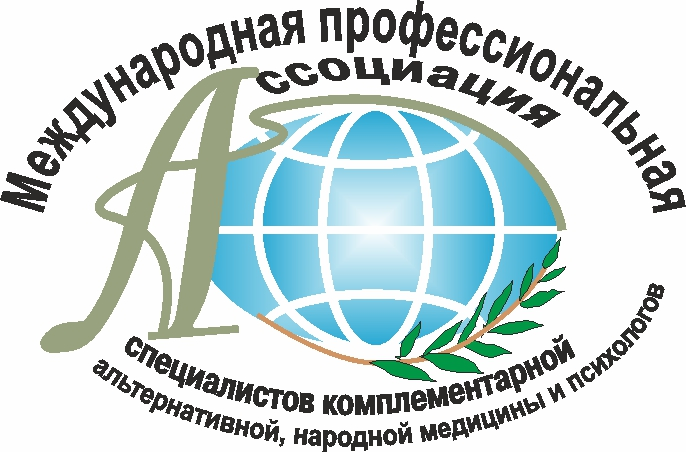 Международная профессиональная
Ассоциация
специалистов комплементарной
альтернативной, народной медицины и психологов